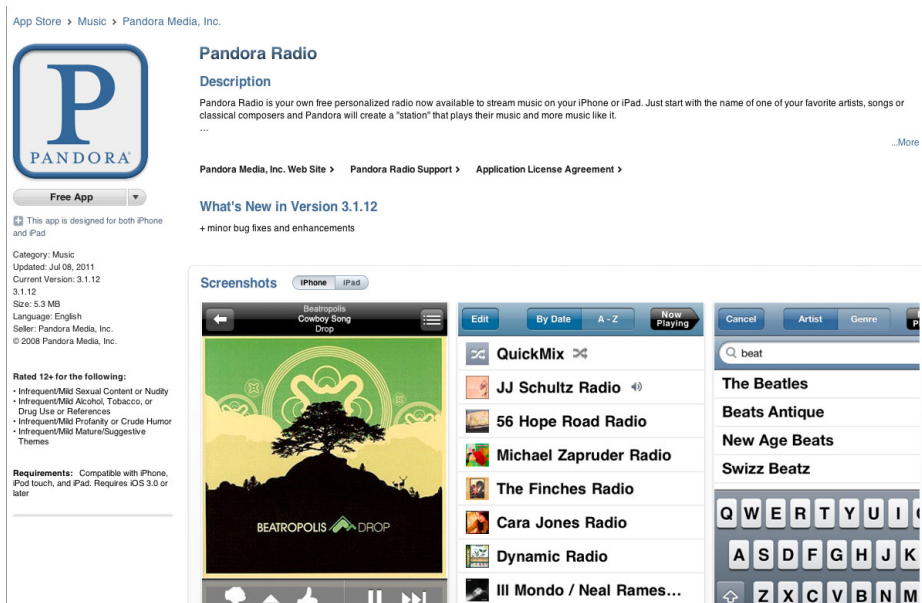 App Store > Music > Pandora Media, Inc.
P
PANDORA
Free App
This app is designed for both iPhone
and iPad
Category: Music
Updated: Jul 08, 2011
Current Version: 3.1.12
3.1.12
Size: 5.3 MB
Language: English
Seller: Pandora Media, Inc.
© 2008 Pandora Media, Inc.
Rated 12+ for the following:
• Infrequent/Mild Sexual Content or Nudity
• Infrequent/Mild Alcohol, Tobacco, or
Drug Use or References
• Infrequent/Mild Profanity or Crude Humor
• Infrequent/Mild Mature/Suggestive
Themes
Requirements: Compatible with iPhone,
iPod touch, and iPad. Requires iOS 3.0 or
later
Pandora Radio
Description
Pandora Radio is your own free personalized radio now available to stream music on your iPhone or iPad. Just start with the name of one of your favorite artists, songs or
classical composers and Pandora will create a "station" that plays their music and more music like it.
...
...More
Pandora Media, Inc. Web Site > Pandora Radio Support > Application License Agreement >
What's New in Version 3.1.12
+ minor bug fixes and enhancements
Screenshots iPhone iPad
Beatropolis
Cowboy Song
Drop
BEATROPOLIS DROP
Edit By Date A - Z Now
Playing
QuickMix
JJ Schultz Radio
56 Hope Road Radio
Michael Zapruder Radio
The Finches Radio
Cara Jones Radio
Dynamic Radio
Ill Mondo / Neal Rames...
Cancel Artist Genre
beat
The Beatles
Beats Antique
New Age Beats
Swizz Beatz
Q W E R T Y U I
A S D F G H J K
Z X C V B N M